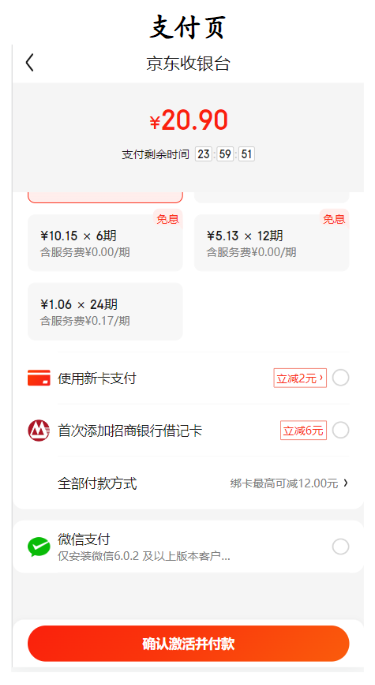 支付页
京东收银台
¥20.90
支付剩余时间 23:59:51
免息
免息
¥10.15 × 6期
¥5.13 × 12期
含服务费¥0.00/期
含服务费¥0.00/期
¥1.06 × 24期
含服务费¥0.17/期
使用新卡支付
立减2元 ›
首次添加招商银行借记卡
立减6元
全部付款方式
绑卡最高可减12.00元 ›
微信支付
仅安装微信6.0.2 及以上版本客户...
确认激活并付款